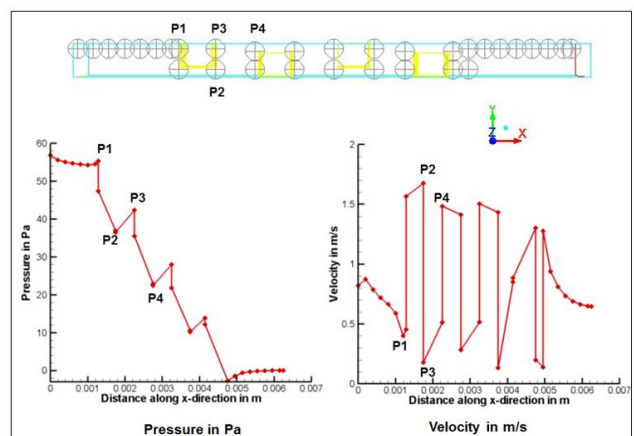 P1 P3 P4
P2
Y
Z X
60
50
40
30
20
10
0
Pressure in Pa
P1
P3
P2
P4
0 0.001 0.002 0.003 0.004 0.005 0.006 0.007
Distance along x-direction in m
Pressure in Pa
2
1.5
1
0.5
0
Velocity in m/s
P2
P4
P1
P3
0 0.001 0.002 0.003 0.004 0.005 0.006 0.007
Distance along x-direction in m
Velocity in m/s